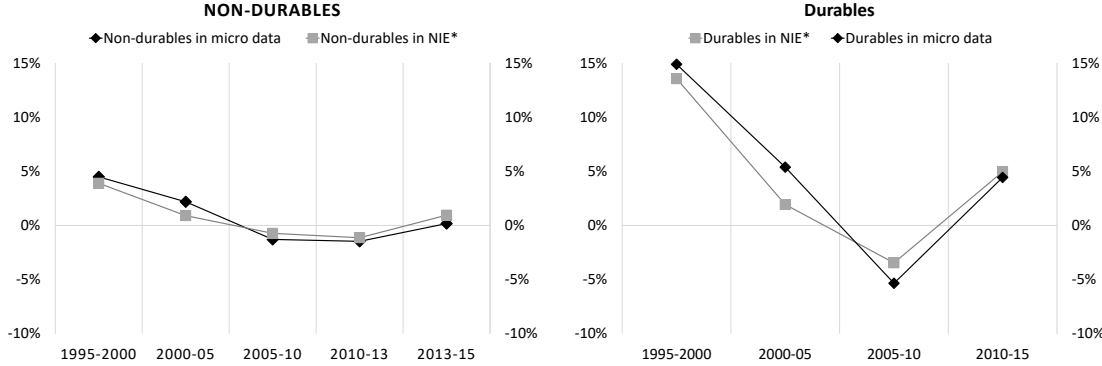 NON-DURABLES
Non-durables in micro data Non-durables in NIE*
15% 15%
10% 10%
5% 5%
0% 0%
-5% -5%
-10% -10%
1995-2000 2000-05 2005-10 2010-13 2013-15
Durables
Durables in NIE* Durables in micro data
15% 15%
10% 10%
5% 5%
0% 0%
-5% -5%
-10% -10%
1995-2000 2000-05 2005-10 2010-15